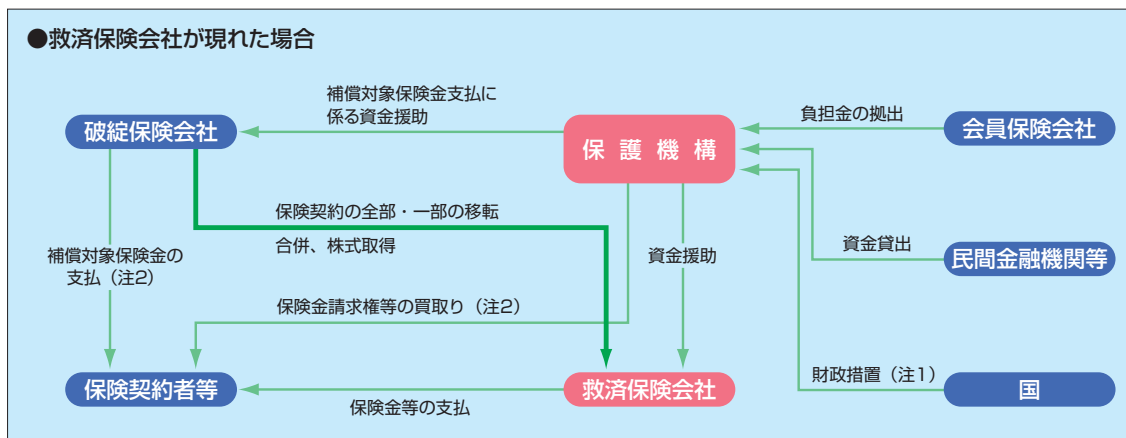 ●救済保険会社が現れた場合
補償対象保険金支払に
係る資金援助
負担金の拠出
破綻保険会社
保護機構
会員保険会社
保険契約の全部・一部の移転
合併、株式取得
補償対象保険金の
支払（注2）
資金援助
資金貸出
民間金融機関等
保険金請求権等の買取り（注2）
財政措置（注1）
保険契約者等
救済保険会社
国
保険金等の支払